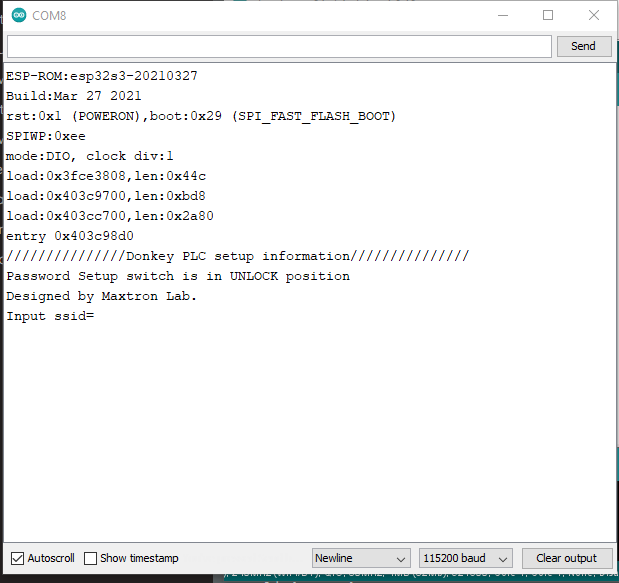 COM8
Send
ESP-ROM:esp32s3-20210327
Build:Mar 27 2021
rst:0x1 (POWERON),boot:0x29 (SPI_FAST_FLASH_BOOT)
SPIWP:0xee
mode:DIO, clock div:1
load:0x3fce3808,len:0x44c
load:0x403c9700,len:0xbd8
load:0x403cc700,len:0x2a80
entry 0x403c98d0
///////////////Donkey PLC setup information///////////////
Password Setup switch is in UNLOCK position
Designed by Maxtron Lab.
Input ssid=
Autoscroll Show timestamp Newline 115200 baud Clear output